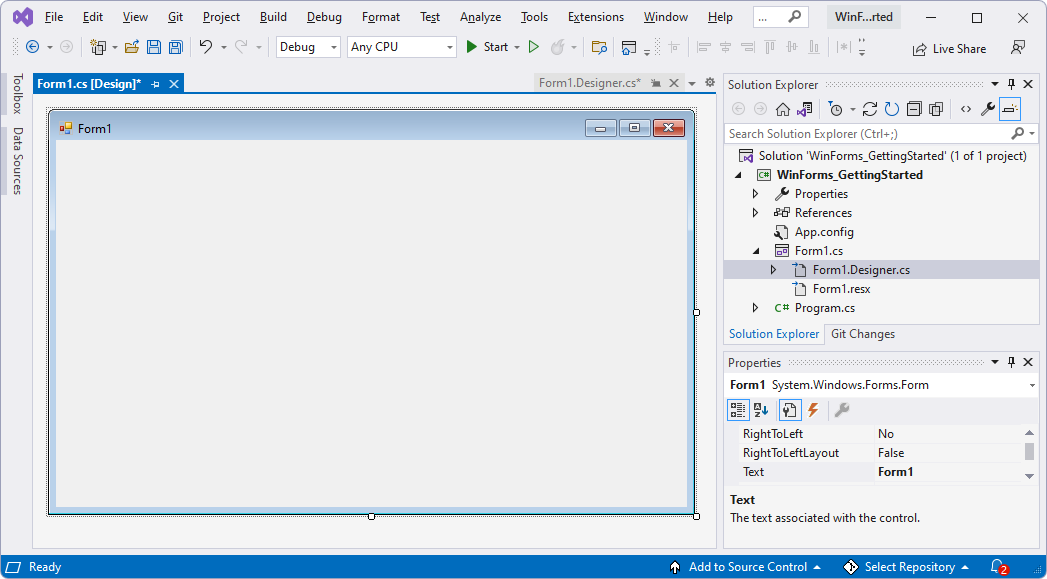 File Edit View Git Project Build Debug Format Test Analyze Tools Extensions Window Help ... WinF...rted
Debug Any CPU Start Live Share
Toolbox
Data Sources
Form1.cs [Design]* Form1.Designer.cs*
Form1
Solution Explorer
Search Solution Explorer (Ctrl+;)
Solution 'WinForms_GettingStarted' (1 of 1 project)
C# WinForms_GettingStarted
Properties
References
App.config
Form1.cs
Form1.Designer.cs
Form1.resx
C# Program.cs
Solution Explorer Git Changes
Properties
Form1 System.Windows.Forms.Form
RightToLeft No
RightToLeftLayout False
Text Form1
Text
The text associated with the control.
Ready Add to Source Control Select Repository 2